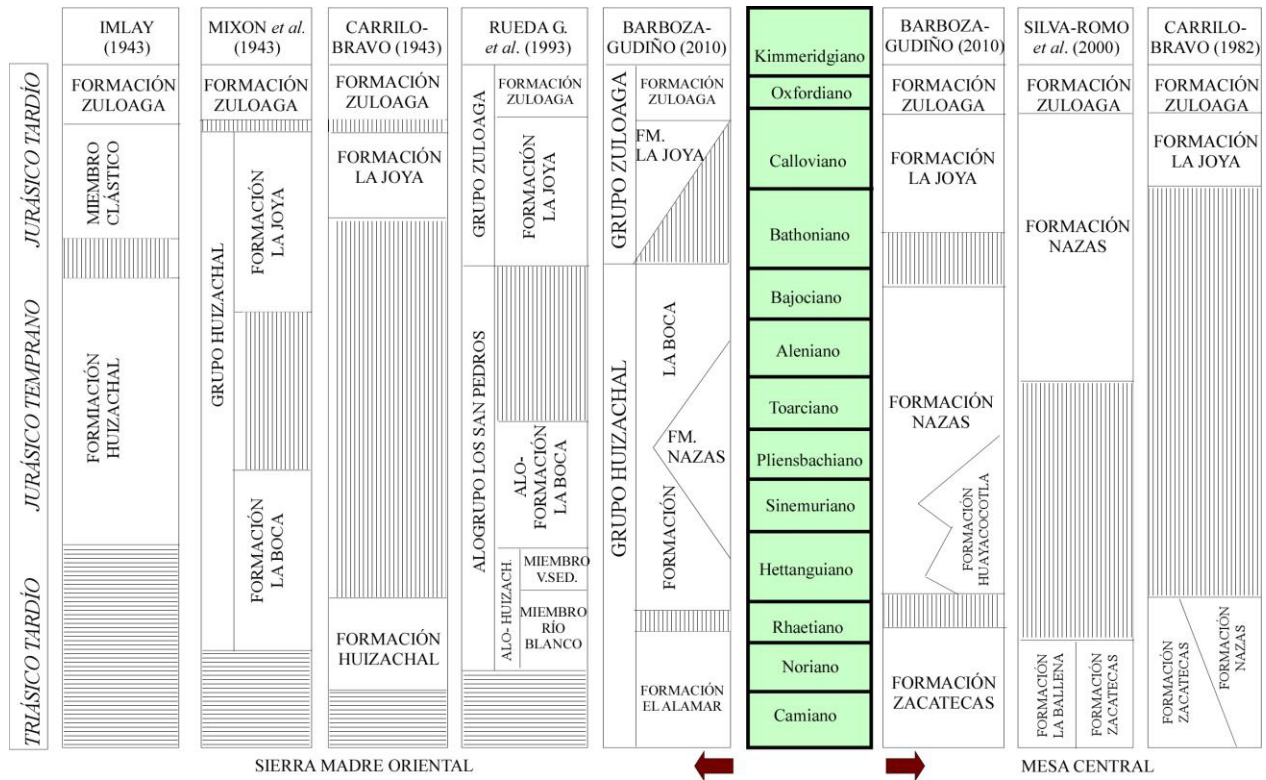 IMLAY
(1943)
MIXON et al.
(1943)
CARRILO-
BRAVO (1943)
RUEDA G.
et al. (1993)
BARBOZA-
GUDIÑO (2010)
Kimmeridgiano
BARBOZA-
GUDIÑO (2010)
SILVA-ROMO
et al. (2000)
CARRILO-
BRAVO (1982)
JURÁSICO TARDÍO
JURÁSICO TEMPRANO
TRIÁSICO TARDÍO
FORMACIÓN
ZULOAGA
MIEMBRO
CLÁSTICO
FORMIACIÓN
HUIZACHAL
FORMACIÓN
ZULOAGA
GRUPO HUIZACHAL
FORMACIÓN
LA JOYA
FORMACIÓN
LA BOCA
FORMACIÓN
ZULOAGA
FORMACIÓN
LA JOYA
FORMACIÓN
HUIZACHAL
GRUPO ZULOAGA
FORMACIÓN
ZULOAGA
FORMACIÓN
LA JOYA
ALOGRUPO LOS SAN PEDROS
ALO-
FORMACIÓN
LA BOCA
ALO- HUIZACH.
MIEMBRO
V.SED.
MIEMBRO
RÍO
BLANCO
GRUPO ZULOAGA
FORMACIÓN
ZULOAGA
FM.
LA JOYA
GRUPO HUIZACHAL
LA BOCA
FM.
NAZAS
FORMACIÓN
FORMACIÓN
EL ALAMAR
Oxfordiano
Calloviano
Bathoniano
Bajociano
Aleniano
Toarciano
Pliensbachiano
Sinemuriano
Hettanguiano
Rhaetiano
Noriano
Camiano
FORMACIÓN
ZULOAGA
FORMACIÓN
LA JOYA
FORMACIÓN
NAZAS
FORMACIÓN
HUAYACOCOTLA
FORMACIÓN
ZACATECAS
FORMACIÓN
ZULOAGA
FORMACIÓN
NAZAS
FORMACIÓN
LA BALLENA
FORMACIÓN
ZACATECAS
FORMACIÓN
ZULOAGA
FORMACIÓN
LA JOYA
FORMACIÓN
ZACATECAS
FORMACIÓN
NAZAS
SIERRA MADRE ORIENTAL
MESA CENTRAL